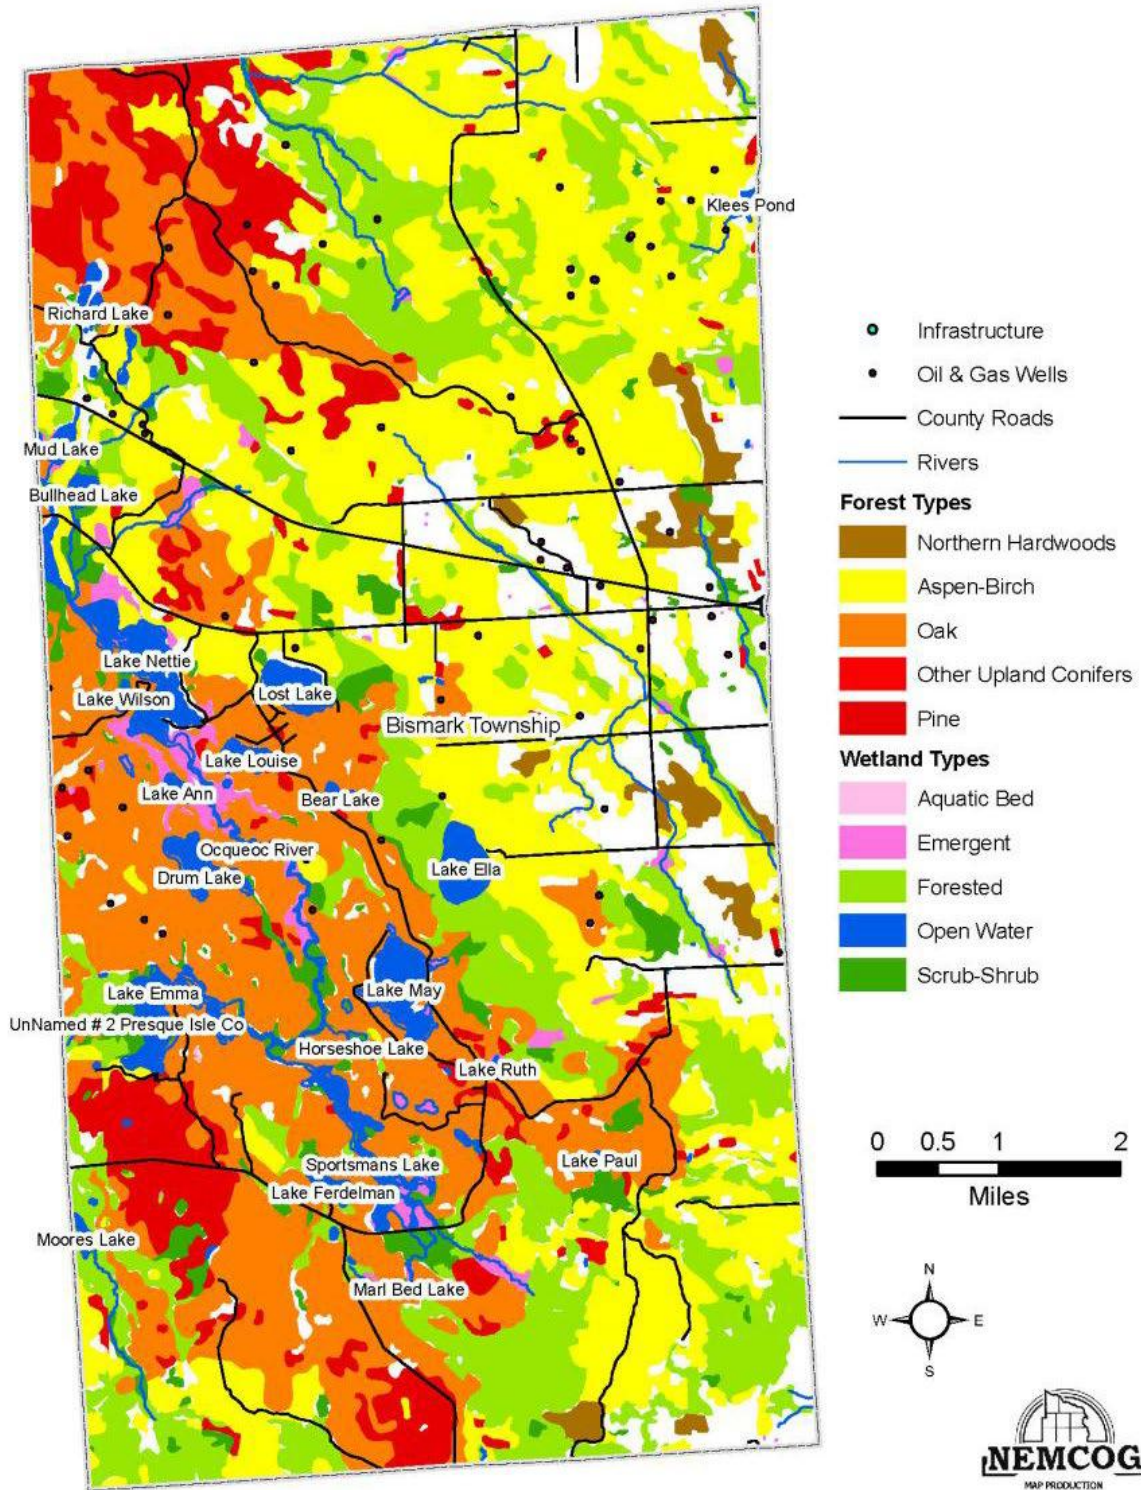 Klees Pond
Richard Lake
Mud Lake
Bullhead Lake
Lake Nettie
Lake Wilson
Lost Lake
Bismark Township
Lake Louise
Lake Ann
Bear Lake
Ocqueoc River
Drum Lake
Lake Ella
Lake Emma
Lake May
UnNamed # 2 Presque Isle Co
Horseshoe Lake
Lake Ruth
Sportsmans Lake
Lake Paul
Lake Ferdelman
Moores Lake
Marl Bed Lake
Infrastructure
Oil & Gas Wells
County Roads
Rivers
Forest Types
Northern Hardwoods
Aspen-Birch
Oak
Other Upland Conifers
Pine
Wetland Types
Aquatic Bed
Emergent
Forested
Open Water
Scrub-Shrub
0 0.5 1 2
Miles
N
W E
S
NEMCOG
MAP PRODUCTION